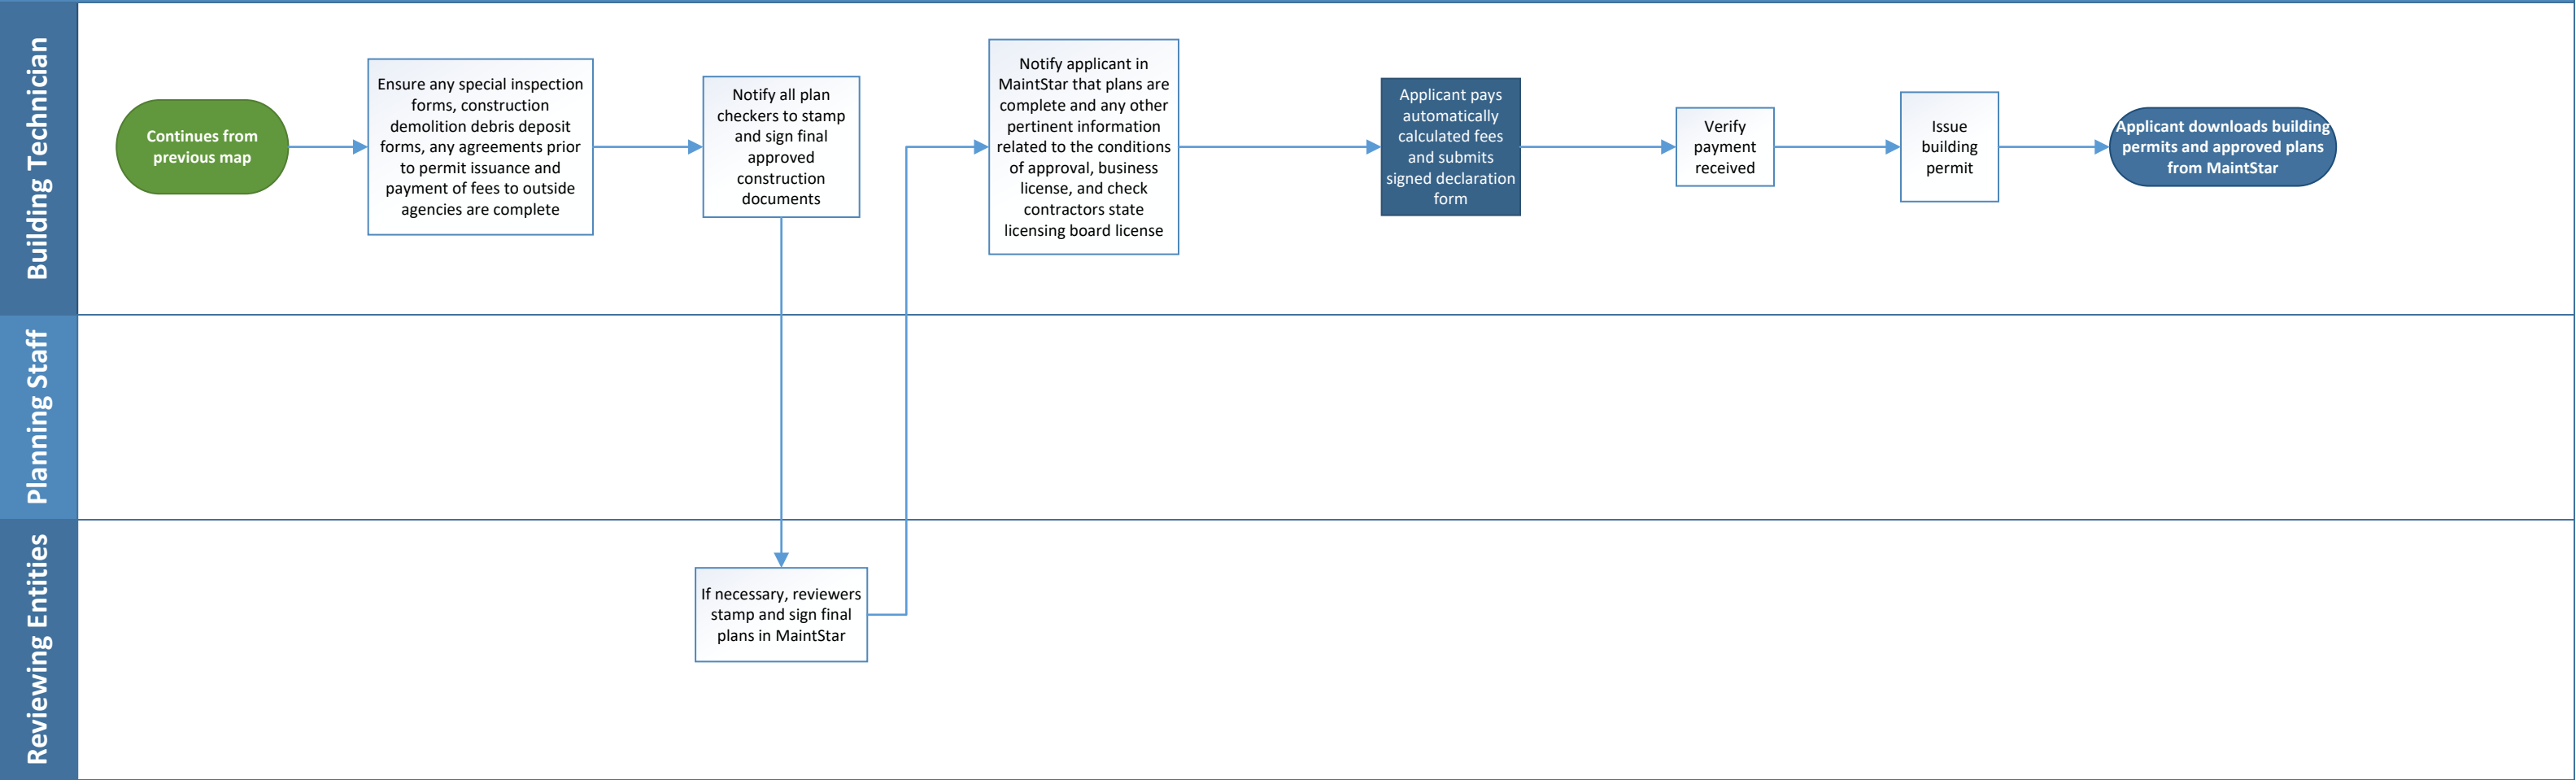 Building Technician
Continues from
previous map
Ensure any special inspection
forms, construction
demolition debris deposit
forms, any agreements prior
to permit issuance and
payment of fees to outside
agencies are complete
Notify all plan
checkers to stamp
and sign final
approved
construction
documents
Notify applicant in
MaintStar that plans are
complete and any other
pertinent information
related to the conditions
of approval, business
license, and check
contractors state
licensing board license
Applicant pays
automatically
calculated fees
and submits
signed declaration
form
Verify
payment
received
Issue
building
permit
Applicant downloads building
permits and approved plans
from MaintStar
Planning Staff
Reviewing Entities
If necessary, reviewers
stamp and sign final
plans in MaintStar